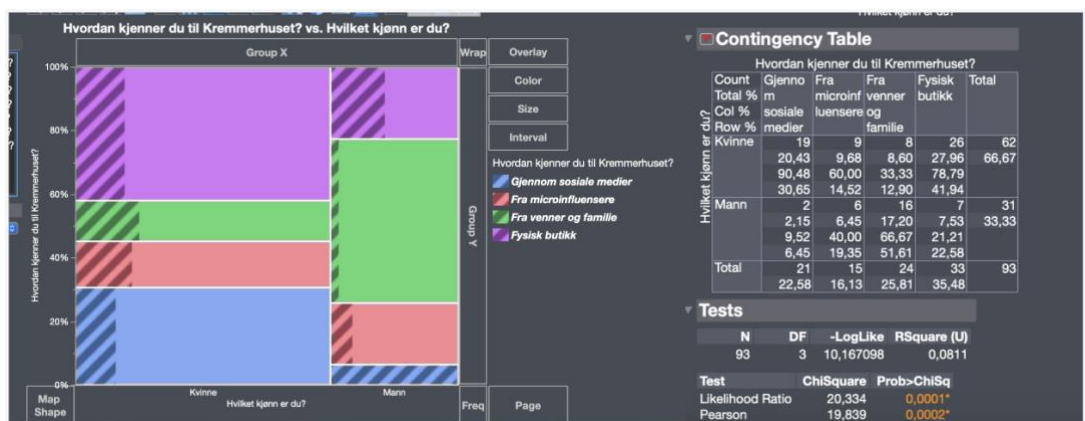 Hvordan kjenner du til Kremmerhuset? vs. Hvilket kjønn er du?
Group X
Wrap
Overlay
Color
Size
Interval
100%
80%
60%
40%
20%
0%
Hvordan kjenner du til Kremmerhuset?
Group Y
Hvordan kjenner du til Kremmerhuset?
Gjennom sosiale medier
Fra microinfluensere
Fra venner og familie
Fysisk butikk
Kvinne
Mann
Hvilket kjønn er du?
Map
Shape
Freq
Page
Contingency Table
Hvordan kjenner du til Kremmerhuset?
Hvilket kjønn er du?
Count Gjenno Fra Fra Fysisk Total
Total % m microinf venner butikk
Col % sosiale luensere og
Row % medier familie
Kvinne 19 9 8 26 62
20,43 9,68 8,60 27,96 66,67
90,48 60,00 33,33 78,79
30,65 14,52 12,90 41,94
Mann 2 6 16 7 31
2,15 6,45 17,20 7,53 33,33
9,52 40,00 66,67 21,21
6,45 19,35 51,61 22,58
Total 21 15 24 33 93
22,58 16,13 25,81 35,48
Tests
N DF -LogLike RSquare (U)
93 3 10,167098 0,0811
Test ChiSquare Prob>ChiSq
Likelihood Ratio 20,334 0,0001*
Pearson 19,839 0,0002*